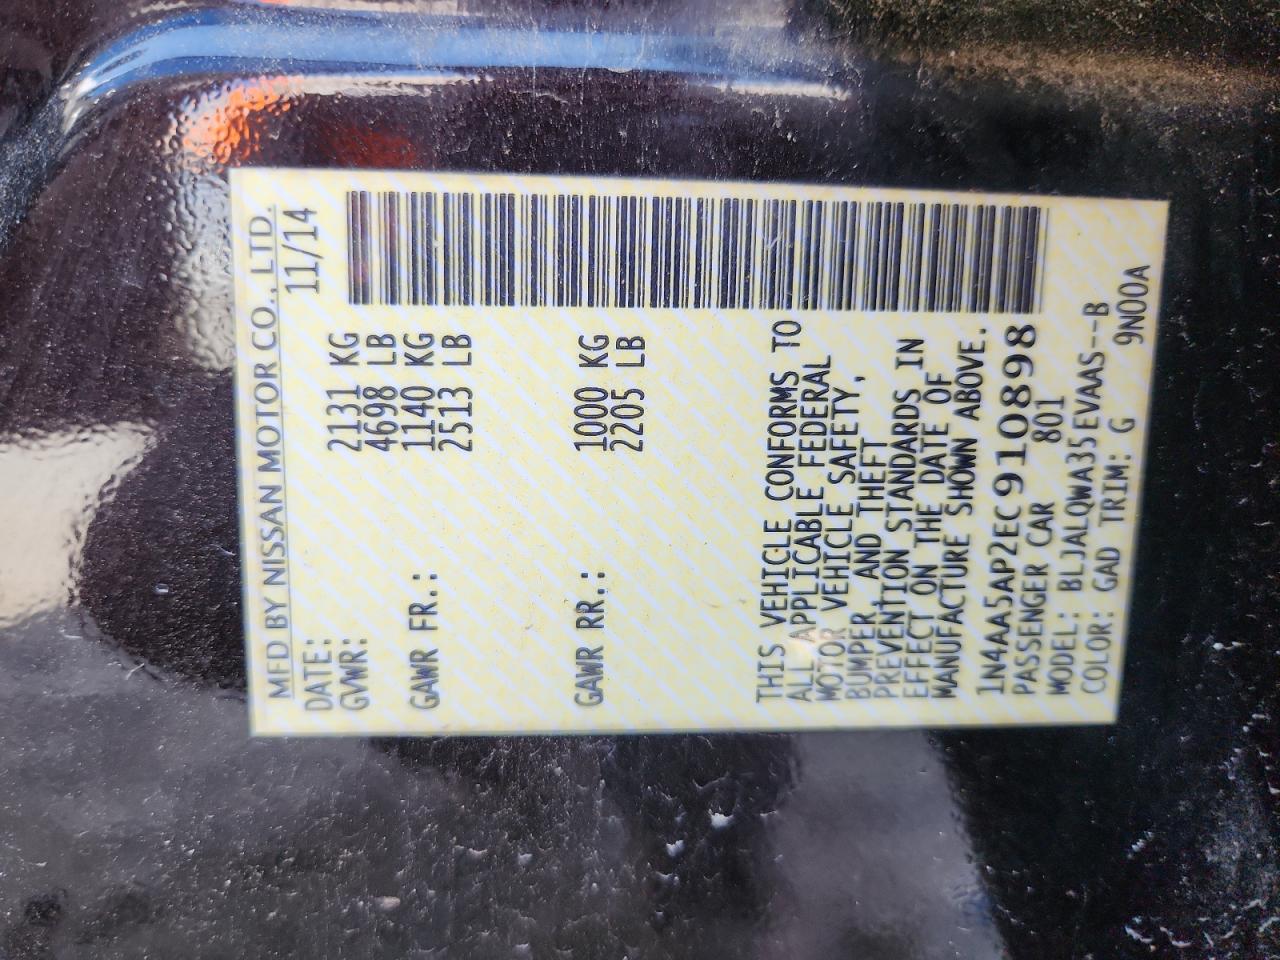 MFD BY NISSAN MOTOR CO., LTD.
DATE: 11/14
GVWR: 2131 KG
4698 LB
GAWR FR.: 1140 KG
2513 LB
GAWR RR.: 1000 KG
2205 LB
THIS VEHICLE CONFORMS TO
ALL APPLICABLE FEDERAL
MOTOR VEHICLE SAFETY,
BUMPER AND THEFT
PREVENTION STANDARDS IN
EFFECT ON THE DATE OF
MANUFACTURE SHOWN ABOVE.
1N4AA5AP2EC910898
PASSENGER CAR 801
MODEL: BLJALQWA35EVAAS--B
COLOR: GAD TRIM: G 9N00A